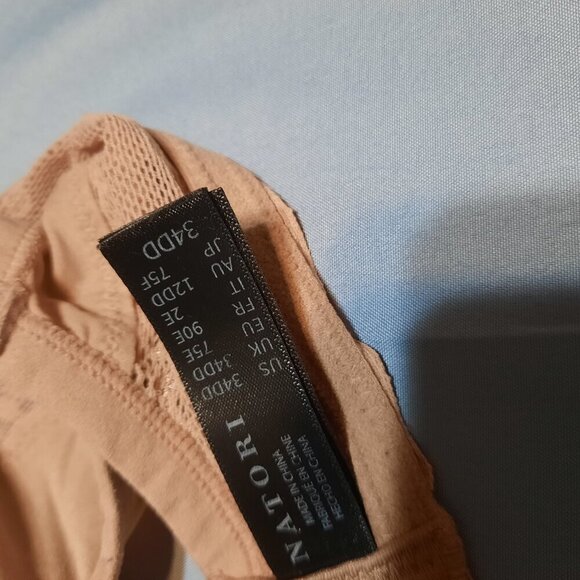 NATORI
MADE IN CHINA
FABRIQUÉ EN CHINE
HECHO EN CHINA
US 34DD
UK 34DD
EU 75E
FR 90E
IT 2E
AU 12DD
JP 75F
34DD